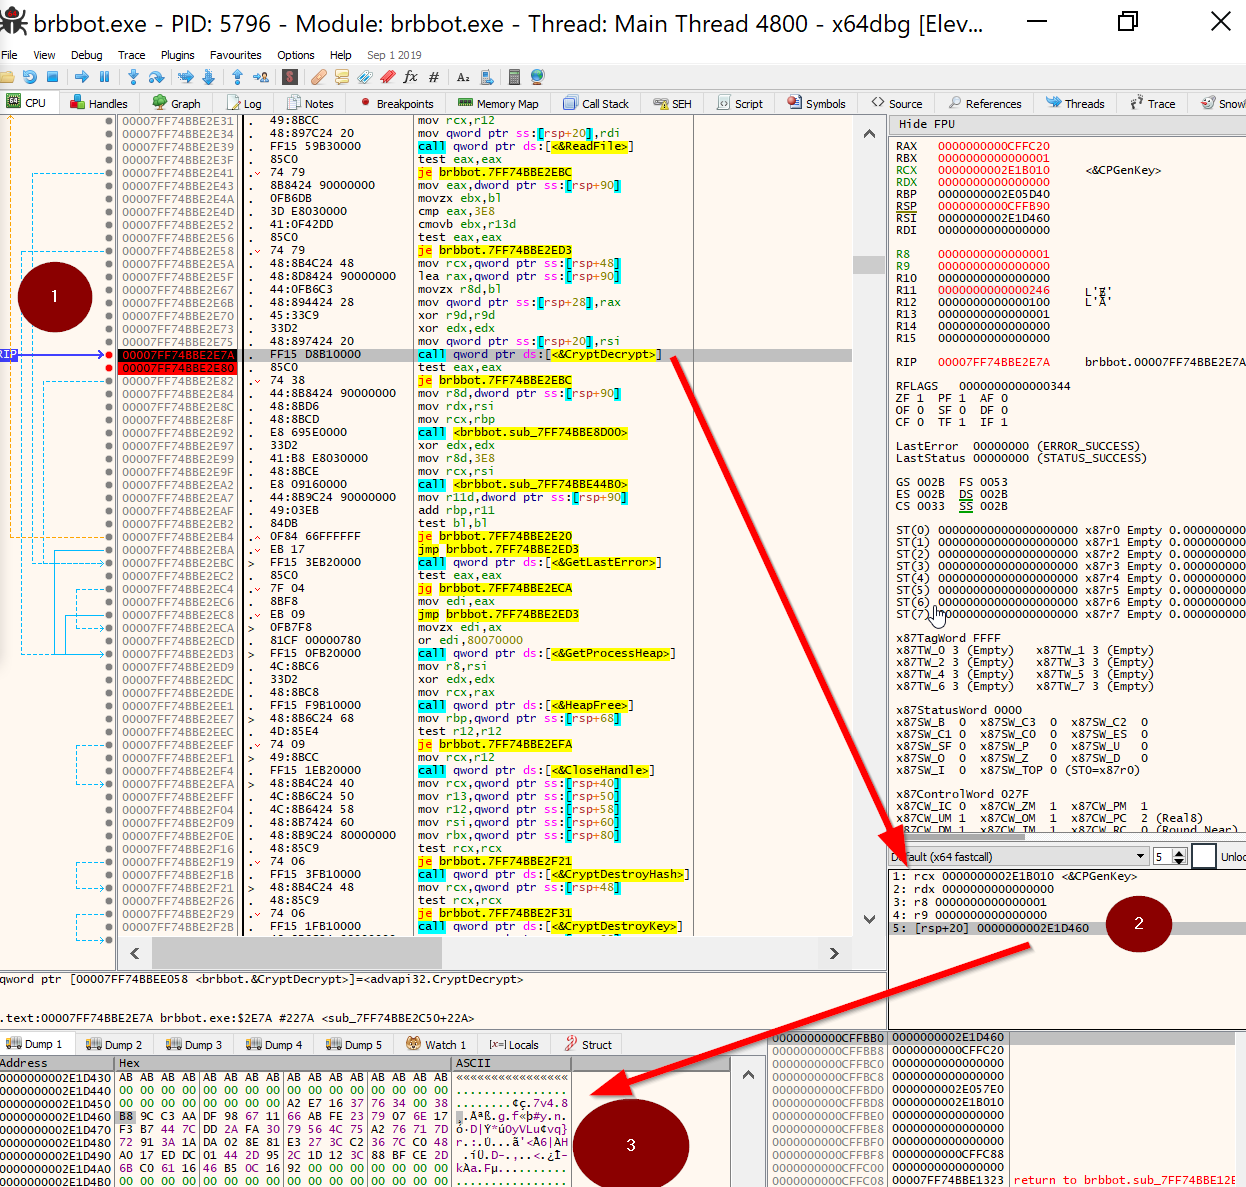 brbbot.exe - PID: 5796 - Module: brbbot.exe - Thread: Main Thread 4800 - x64dbg [Elev...
File View Debug Trace Plugins Favourites Options Help Sep 1 2019
CPU Handles Graph Log Notes Breakpoints Memory Map Call Stack SEH Script Symbols Source References Threads Trace Snow
00007FF74BBE2E31 . 49:8BCC mov rcx,r12
00007FF74BBE2E34 . 48:897C24 20 mov qword ptr ss:[rsp+20],rdi
00007FF74BBE2E39 . FF15 59B30000 call qword ptr ds:[<&ReadFile>]
00007FF74BBE2E3F . 85C0 test eax,eax
00007FF74BBE2E41 . 74 79 je brbbot.7FF74BBE2EBC
00007FF74BBE2E43 . 8B8424 90000000 mov eax,dword ptr ss:[rsp+90]
00007FF74BBE2E4A . 0FB6DB movzx ebx,bl
00007FF74BBE2E4D . 3D E8030000 cmp eax,3E8
00007FF74BBE2E52 . 41:0F42DD cmovb ebx,r13d
00007FF74BBE2E56 . 85C0 test eax,eax
00007FF74BBE2E58 . 74 79 je brbbot.7FF74BBE2ED3
00007FF74BBE2E5A . 48:8B4C24 48 mov rcx,qword ptr ss:[rsp+48]
00007FF74BBE2E5F . 48:8D8424 90000000 lea rax,qword ptr ss:[rsp+90]
00007FF74BBE2E67 . 44:0FB6C3 movzx r8d,bl
00007FF74BBE2E6B . 48:894424 28 mov qword ptr ss:[rsp+28],rax
00007FF74BBE2E70 . 45:33C9 xor r9d,r9d
00007FF74BBE2E73 . 33D2 xor edx,edx
00007FF74BBE2E75 . 48:897424 20 mov qword ptr ss:[rsp+20],rsi
RIP 00007FF74BBE2E7A . FF15 D8B10000 call qword ptr ds:[<&CryptDecrypt>]
00007FF74BBE2E80 . 85C0 test eax,eax
00007FF74BBE2E82 . 74 38 je brbbot.7FF74BBE2EBC
00007FF74BBE2E84 . 44:8B8424 90000000 mov r8d,dword ptr ss:[rsp+90]
00007FF74BBE2E8C . 48:8BD6 mov rdx,rsi
00007FF74BBE2E8F . 48:8BCD mov rcx,rbp
00007FF74BBE2E92 . E8 695E0000 call <brbbot.sub_7FF74BBE8D00>
00007FF74BBE2E97 . 33D2 xor edx,edx
00007FF74BBE2E99 . 41:B8 E8030000 mov r8d,3E8
00007FF74BBE2E9F . 48:8BCE mov rcx,rsi
00007FF74BBE2EA2 . E8 09160000 call <brbbot.sub_7FF74BBE44B0>
00007FF74BBE2EA7 . 44:8B9C24 90000000 mov r11d,dword ptr ss:[rsp+90]
00007FF74BBE2EAF . 49:03EB add rbp,r11
00007FF74BBE2EB2 . 84DB test bl,bl
00007FF74BBE2EB4 . 0F84 66FFFFFF je brbbot.7FF74BBE2E20
00007FF74BBE2EBA . EB 17 jmp brbbot.7FF74BBE2ED3
00007FF74BBE2EBC > FF15 3EB20000 call qword ptr ds:[<&GetLastError>]
00007FF74BBE2EC2 . 85C0 test eax,eax
00007FF74BBE2EC4 . 7F 04 jg brbbot.7FF74BBE2ECA
00007FF74BBE2EC6 . 8BF8 mov edi,eax
00007FF74BBE2EC8 . EB 09 jmp brbbot.7FF74BBE2ED3
00007FF74BBE2ECA > 0FB7F8 movzx edi,ax
00007FF74BBE2ECD . 81CF 00000780 or edi,80070000
00007FF74BBE2ED3 > FF15 0FB20000 call qword ptr ds:[<&GetProcessHeap>]
00007FF74BBE2ED9 . 4C:8BC6 mov r8,rsi
00007FF74BBE2EDC . 33D2 xor edx,edx
00007FF74BBE2EDE . 48:8BC8 mov rcx,rax
00007FF74BBE2EE1 . FF15 F9B10000 call qword ptr ds:[<&HeapFree>]
00007FF74BBE2EE7 > 48:8B6C24 68 mov rbp,qword ptr ss:[rsp+68]
00007FF74BBE2EEC . 4D:85E4 test r12,r12
00007FF74BBE2EEF . 74 09 je brbbot.7FF74BBE2EFA
00007FF74BBE2EF1 > 49:8BCC mov rcx,r12
00007FF74BBE2EF4 . FF15 1EB20000 call qword ptr ds:[<&CloseHandle>]
00007FF74BBE2EFA > 48:8B4C24 40 mov rcx,qword ptr ss:[rsp+40]
00007FF74BBE2EFF . 4C:8B6C24 50 mov r13,qword ptr ss:[rsp+50]
00007FF74BBE2F04 . 4C:8B6424 58 mov r12,qword ptr ss:[rsp+58]
00007FF74BBE2F09 . 48:8B7424 60 mov rsi,qword ptr ss:[rsp+60]
00007FF74BBE2F0E . 48:8B9C24 80000000 mov rbx,qword ptr ss:[rsp+80]
00007FF74BBE2F16 . 48:85C9 test rcx,rcx
00007FF74BBE2F19 . 74 06 je brbbot.7FF74BBE2F21
00007FF74BBE2F1B . FF15 3FB10000 call qword ptr ds:[<&CryptDestroyHash>]
00007FF74BBE2F21 > 48:8B4C24 48 mov rcx,qword ptr ss:[rsp+48]
00007FF74BBE2F26 . 48:85C9 test rcx,rcx
00007FF74BBE2F29 . 74 06 je brbbot.7FF74BBE2F31
00007FF74BBE2F2B . FF15 1FB10000 call qword ptr ds:[<&CryptDestroyKey>]
1
Hide FPU
RAX 0000000000CFFC20
RBX 0000000000000001
RCX 0000000002E1B010 <&CPGenKey>
RDX 0000000000000000
RBP 0000000002E05D40
RSP 0000000000CFFB90
RSI 0000000002E1D460
RDI 0000000000000000
R8 0000000000000001
R9 0000000000000000
R10 0000000000000000
R11 0000000000000246
R12 0000000000000100 L'Ā'
R13 0000000000000001
R14 0000000000000000
R15 0000000000000000
RIP 00007FF74BBE2E7A brbbot.00007FF74BBE2E7A
RFLAGS 0000000000000344
ZF 1 PF 1 AF 0
OF 0 SF 0 DF 0
CF 0 TF 1 IF 1
LastError 00000000 (ERROR_SUCCESS)
LastStatus 00000000 (STATUS_SUCCESS)
GS 002B FS 0053
ES 002B DS 002B
CS 0033 SS 002B
ST(0) 00000000000000000000 x87r0 Empty 0.000000000
ST(1) 00000000000000000000 x87r1 Empty 0.000000000
ST(2) 00000000000000000000 x87r2 Empty 0.000000000
ST(3) 00000000000000000000 x87r3 Empty 0.000000000
ST(4) 00000000000000000000 x87r4 Empty 0.000000000
ST(5) 00000000000000000000 x87r5 Empty 0.000000000
ST(6) 00000000000000000000 x87r6 Empty 0.000000000
ST(7) 00000000000000000000 x87r7 Empty 0.000000000
x87TagWord FFFF
x87TW_0 3 (Empty) x87TW_1 3 (Empty)
x87TW_2 3 (Empty) x87TW_3 3 (Empty)
x87TW_4 3 (Empty) x87TW_5 3 (Empty)
x87TW_6 3 (Empty) x87TW_7 3 (Empty)
x87StatusWord 0000
x87SW_B 0 x87SW_C3 0 x87SW_C2 0
x87SW_C1 0 x87SW_C0 0 x87SW_ES 0
x87SW_SF 0 x87SW_P 0 x87SW_U 0
x87SW_O 0 x87SW_Z 0 x87SW_D 0
x87SW_I 0 x87SW_TOP 0 (ST0=x87r0)
x87ControlWord 027F
x87CW_IC 0 x87CW_ZM 1 x87CW_PM 1
x87CW_UM 1 x87CW_OM 1 x87CW_PC 2 (Real8)
x87CW_DM 1 x87CW_IM 1 x87CW_RC 0 (Round Near)
Default (x64 fastcall) 5 Unloc
1: rcx 0000000002E1B010 <&CPGenKey>
2: rdx 0000000000000000
3: r8 0000000000000001
4: r9 0000000000000000
5: [rsp+20] 0000000002E1D460
2
qword ptr [00007FF74BBEE058 <brbbot.&CryptDecrypt>]=<advapi32.CryptDecrypt>
.text:00007FF74BBE2E7A brbbot.exe:$2E7A #227A <sub_7FF74BBE2C50+22A>
Dump 1 Dump 2 Dump 3 Dump 4 Dump 5 Watch 1 Locals Struct
Address Hex ASCII
0000000002E1D430 AB AB AB AB AB AB AB AB AB AB AB AB AB AB AB AB ««««««««««««««««
0000000002E1D440 00 00 00 00 00 00 00 00 00 00 00 00 00 00 00 00 ................
0000000002E1D450 00 00 00 00 00 00 00 00 A2 E7 16 37 76 34 00 38 ........¢ç.7v4.8
0000000002E1D460 B8 9C C3 AA DF 98 67 11 66 AB FE 23 79 07 6E 17 ¸.Ãªß.g.f«þ#y.n.
0000000002E1D470 F3 B7 44 7C DD 2A FA 30 79 56 4C 75 A2 76 71 7D ó·D|Ý*ú0yVLu¢vq}
0000000002E1D480 72 91 3A 1A DA 02 8E 81 E3 27 3C C2 36 7C C0 48 r.:.Ú...ã'<Â6|ÀH
0000000002E1D490 A0 17 ED DC 01 44 2D 95 2C 1D 12 3C 88 BF CE 2D .íÜ.D-.,..<.¿Î-
0000000002E1D4A0 6B C0 61 16 46 B5 0C 16 92 00 00 00 00 00 00 00 kÀa.Fµ..........
0000000002E1D4B0 00 00 00 00 00 00 00 00 00 00 00 00 00 00 00 00 ................
3
0000000000CFFBB0 0000000002E1D460
0000000000CFFBB8 0000000000CFFC20
0000000000CFFBC0 0000000000000000
0000000000CFFBC8 0000000000000000
0000000000CFFBD0 0000000002E057E0
0000000000CFFBD8 0000000002E1B010
0000000000CFFBE0 0000000000000000
0000000000CFFBE8 0000000000000000
0000000000CFFBF0 0000000000000000
0000000000CFFBF8 0000000000CFFC88
0000000000CFFC00 0000000000000000
0000000000CFFC08 00007FF74BBE1323 return to brbbot.sub_7FF74BBE12E